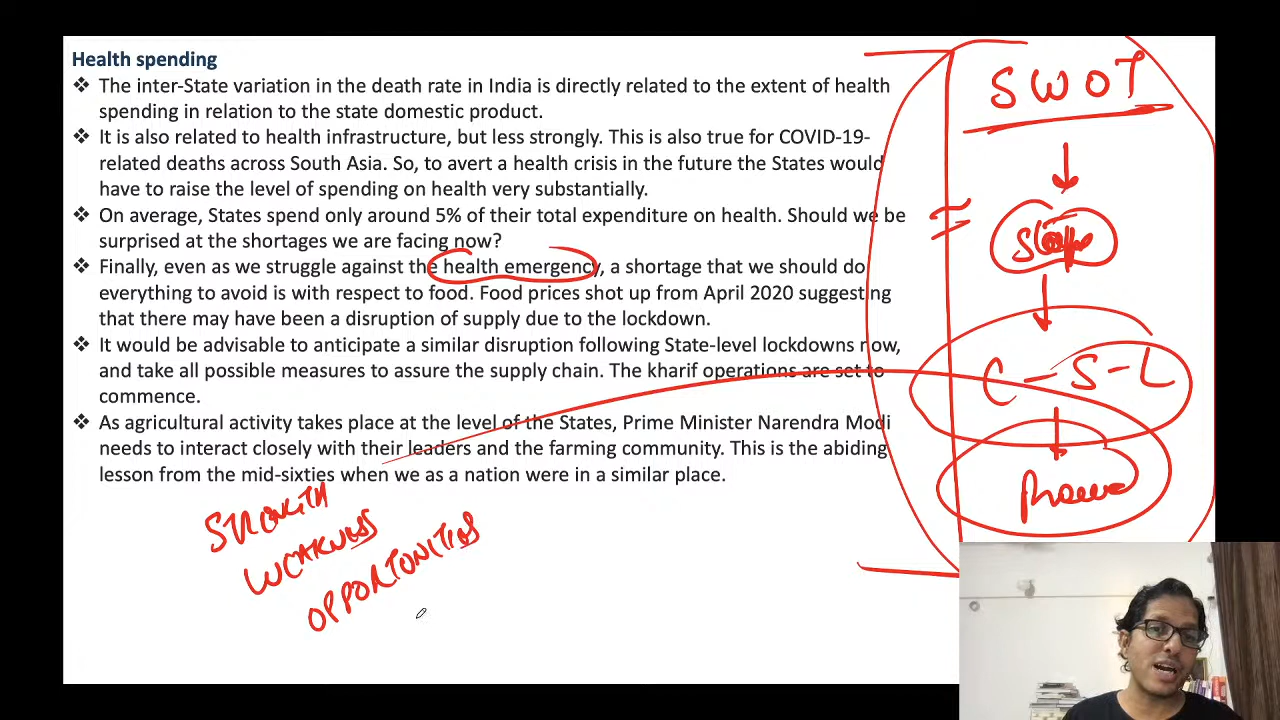 Health spending
❖ The inter-State variation in the death rate in India is directly related to the extent of health
spending in relation to the state domestic product.
❖ It is also related to health infrastructure, but less strongly. This is also true for COVID-19-
related deaths across South Asia. So, to avert a health crisis in the future the States would
have to raise the level of spending on health very substantially.
❖ On average, States spend only around 5% of their total expenditure on health. Should we be
surprised at the shortages we are facing now?
❖ Finally, even as we struggle against the health emergency, a shortage that we should do
everything to avoid is with respect to food. Food prices shot up from April 2020 suggesting
that there may have been a disruption of supply due to the lockdown.
❖ It would be advisable to anticipate a similar disruption following State-level lockdowns now,
and take all possible measures to assure the supply chain. The kharif operations are set to
commence.
❖ As agricultural activity takes place at the level of the States, Prime Minister Narendra Modi
needs to interact closely with their leaders and the farming community. This is the abiding
lesson from the mid-sixties when we as a nation were in a similar place.
STRENGTH
WEAKNESS
OPPORTUNITIES
SWOT
C-S-L